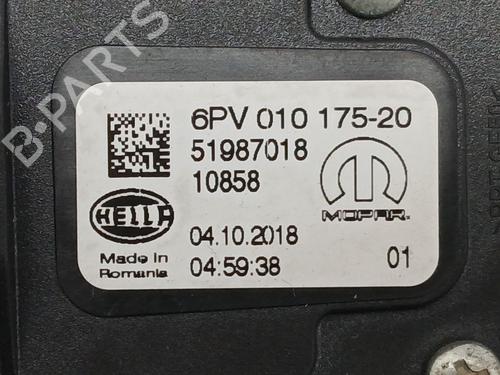 6PV 010 175-20
51987018
10858
HELLA
MOPAR
04.10.2018
Made In
Romania
04:59:38
01
B-PARTS